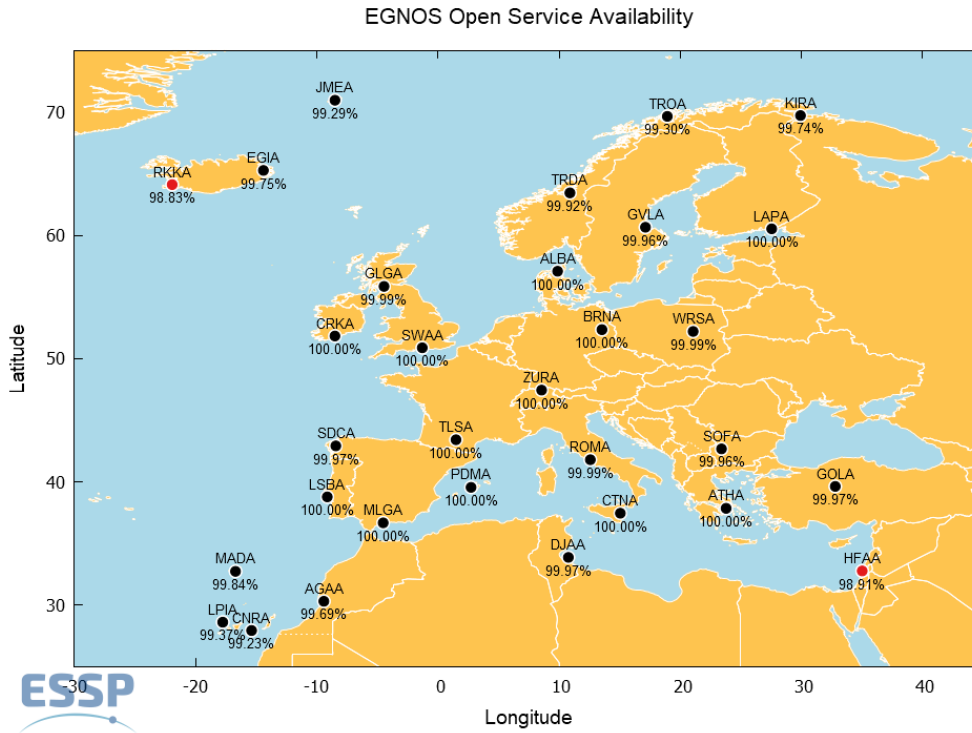 EGNOS Open Service Availability
70
60
50
40
30
Latitude
JMEA
99.29%
TROA
99.30%
KIRA
99.74%
EGIA
99.75%
RKKA
98.83%
TRDA
99.92%
GVLA
99.96%
LAPA
100.00%
ALBA
100.00%
GLGA
99.99%
CRKA
100.00%
SWAA
100.00%
BRNA
100.00%
WRSA
99.99%
ZURA
100.00%
SDCA
99.97%
TLSA
100.00%
ROMA
99.99%
SOFA
99.96%
LSBA
100.00%
PDMA
100.00%
GOLA
99.97%
MLGA
100.00%
CTNA
100.00%
ATHA
100.00%
DJAA
99.97%
HFAA
98.91%
MADA
99.84%
AGAA
99.69%
LPIA
99.37%
CNRA
99.23%
-30
-20
-10
0
10
20
30
40
Longitude
ESSP